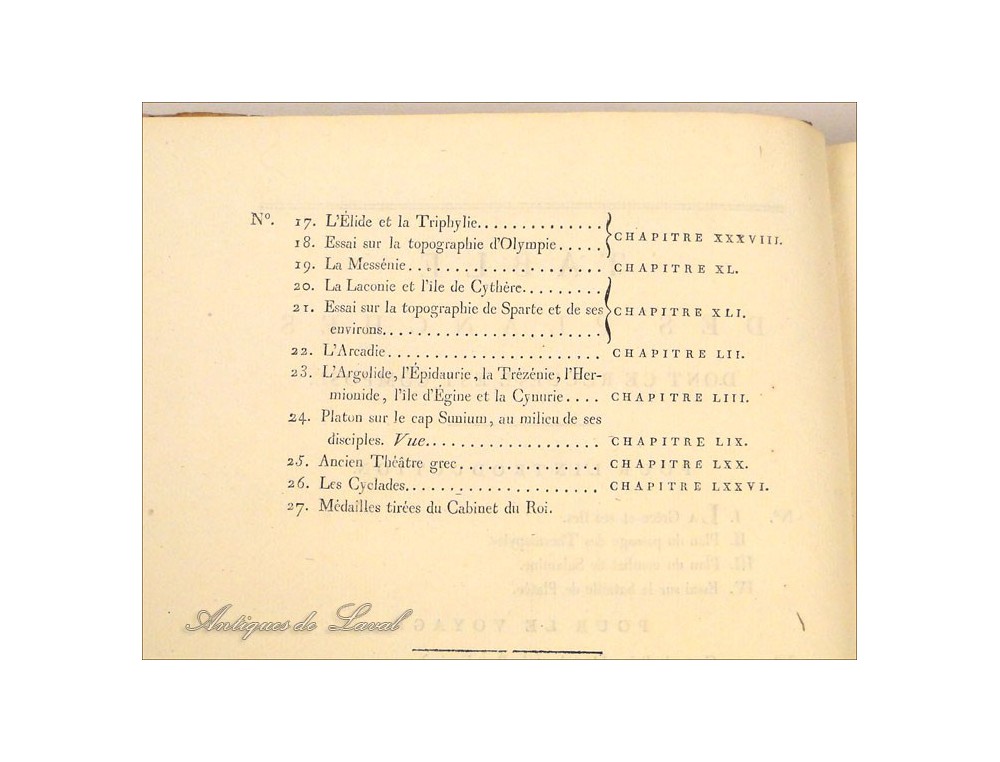 Nº. 17. L'Élide et la Triphylie.............. } CHAPITRE XXXVIII.
18. Essai sur la topographie d'Olympie.....
19. La Messénie..................... CHAPITRE XL.
20. La Laconie et l'île de Cythère......... } CHAPITRE XLI.
21. Essai sur la topographie de Sparte et de ses
environs.......................
22. L'Arcadie....................... CHAPITRE LII.
23. L'Argolide, l'Épidaurie, la Trézénie, l'Her-
mionide, l'île d'Égine et la Cynurie.... CHAPITRE LIII.
24. Platon sur le cap Sunium, au milieu de ses
disciples. Vue.................. CHAPITRE LIX.
25. Ancien Théâtre grec............... CHAPITRE LXX.
26. Les Cyclades..................... CHAPITRE LXXVI.
27. Médailles tirées du Cabinet du Roi.
Antiques de Laval